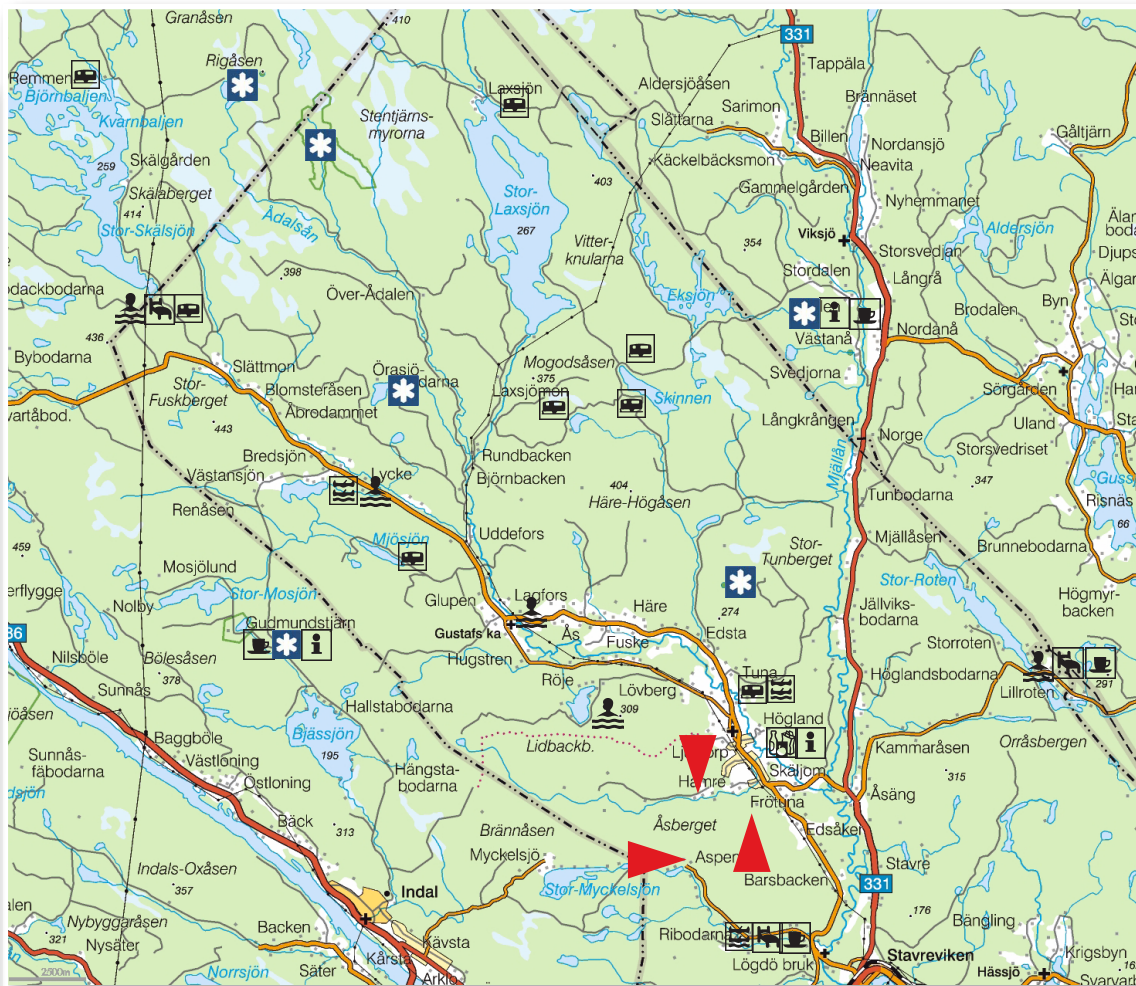 Granåsen
410
331
Rigåsen
Tappäla
Remmen
Laxsjön
Aldersjöåsen
Björnbaljen
Sarimon
Brännäset
Kvarnbaljen
Stentjärns-
myrorna
Slåttarna
Billen
Gåltjärn
Nordansjö
Skälgården
Käckelbäcksmon
Neavita
259
403
Gammelgården
Skälaberget
Stor-
Laxsjön
267
Nyhemmanet
414
Ådalsån
Stor-Skälsjön
Vitter-
knularna
354
Viksjö
Aldersjön
Storsvedjan
398
Stordalen
Långrå
Över-Ådalen
Eksjön
Byn
Brodalen
436
Västanå
Nordanå
Bybodarna
Slättmon
Örasjö-
Mogodsåsen
375
Svedjorna
Stor-
Fuskberget
Blomsteråsen
Laxsjömon
Skinnen
Sörgården
Åbrodammet
Långkrången
Uland
443
Norge
Bredsjön
Rundbacken
Storsvedriset
Västansjön
Lycke
Björnbacken
Mjällån
404
347
Häre-Högåsen
Tunbodarna
Risnäs
Renåsen
66
Uddefors
Mjösjön
Mjällåsen
459
Stor-
Tunberget
Brunnebodarna
Mosjölund
Stor-Roten
Stor-Mosjön
Glupen
Lagfors
Häre
Nolby
274
Jällviks-
bodarna
Högmyr-
backen
Gudmundstjärn
Gustafs ka
Ås
Fuske
Edsta
Storroten
Nilsböle
Bölesåsen
Hugstren
378
Röje
Tuna
Höglandsbodarna
Lillroten
291
Sunnås
Lövberg
Hallstabodarna
309
Högland
Bjässjön
Baggböle
195
Lidbackb.
Kammaråsen
Orråsbergen
Sunnås-
fäbodarna
Västloning
Hängsta-
bodarna
Hamre
Skäljom
315
Östloning
Frötuna
Åsäng
Bäck
313
Brännåsen
Åsberget
Edsåker
Myckelsjö
Aspen
Stavre
Indals-Oxåsen
Stor-Myckelsjön
Barsbacken
331
357
Indal
176
Nybyggaråsen
Bängling
321
Backen
Ribodarna
Nysäter
Kävsta
Krigsbyn
Kårsta
Lögdö bruk
Stavreviken
Norrsjön
Säter
Hässjö
2500m